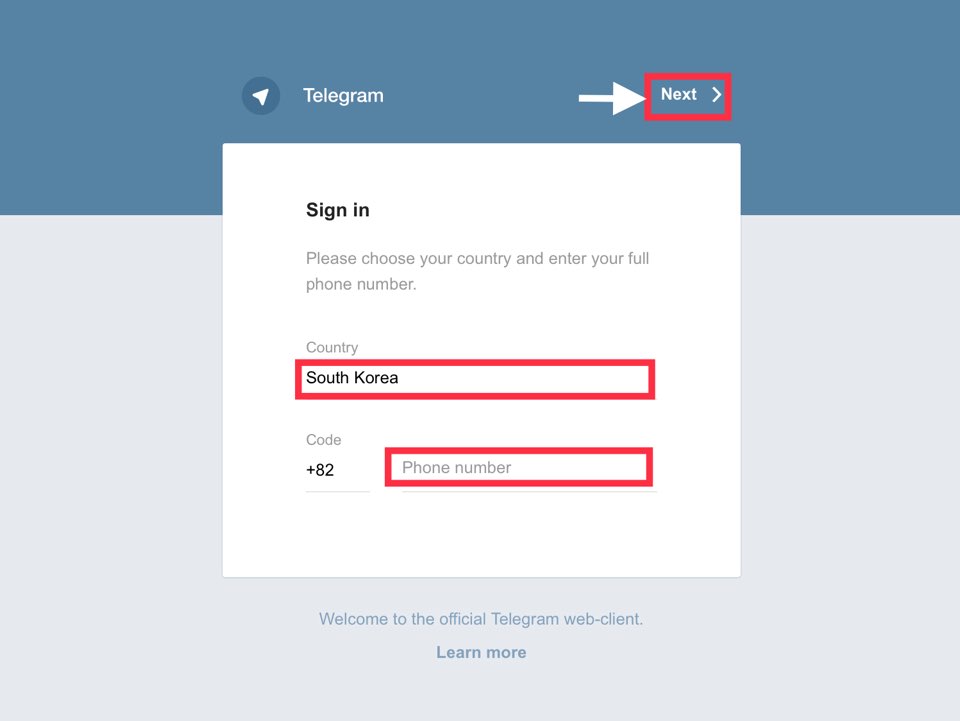 Telegram
Next
Sign in
Please choose your country and enter your full
phone number.
Country
South Korea
Code
+82
Phone number
Welcome to the official Telegram web-client.
Learn more